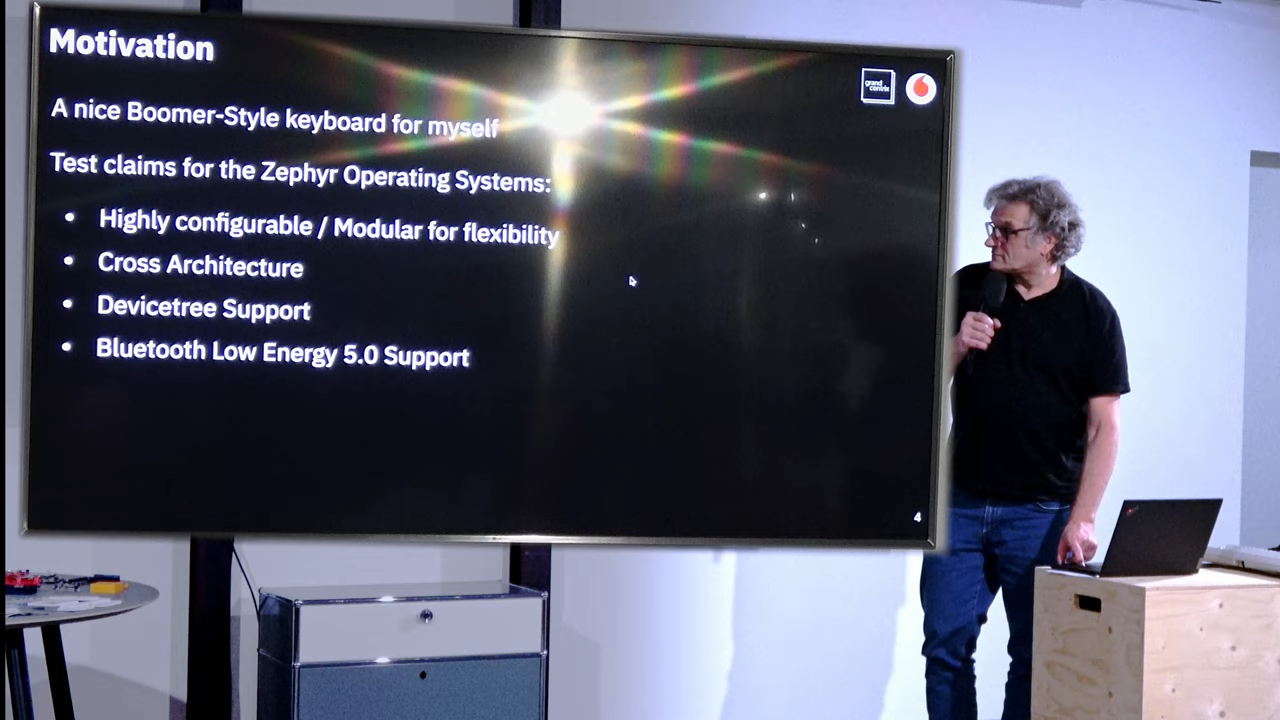 Motivation
grand
centrix
A nice Boomer-Style keyboard for myself
Test claims for the Zephyr Operating Systems:
• Highly configurable / Modular for flexibility
• Cross Architecture
• Devicetree Support
• Bluetooth Low Energy 5.0 Support
4